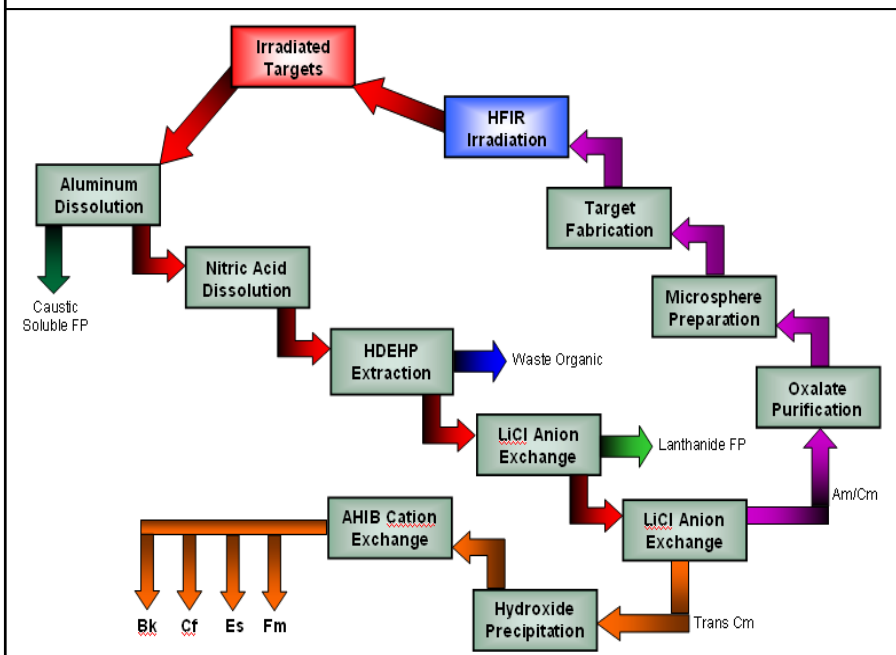 Irradiated
Targets
HFIR
Irradiation
Aluminum
Dissolution
Target
Fabrication
Nitric Acid
Dissolution
Microsphere
Preparation
Caustic
Soluble FP
HDEHP
Extraction
Waste Organic
Oxalate
Purification
LiCl Anion
Exchange
Lanthanide FP
Am/Cm
AHIB Cation
Exchange
LiCl Anion
Exchange
Hydroxide
Precipitation
Trans Cm
Bk Cf Es Fm